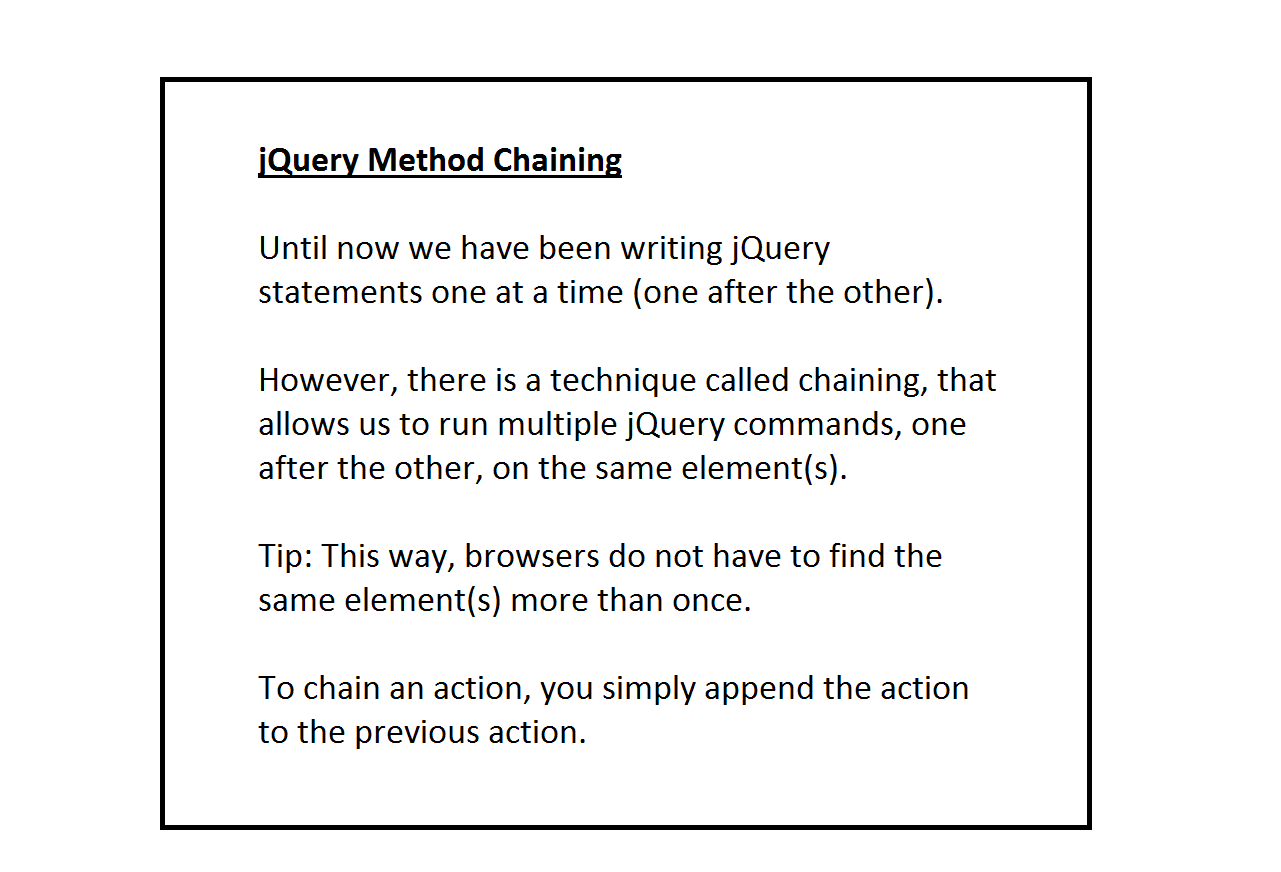 jQuery Method Chaining
Until now we have been writing jQuery
statements one at a time (one after the other).
However, there is a technique called chaining, that
allows us to run multiple jQuery commands, one
after the other, on the same element(s).
Tip: This way, browsers do not have to find the
same element(s) more than once.
To chain an action, you simply append the action
to the previous action.